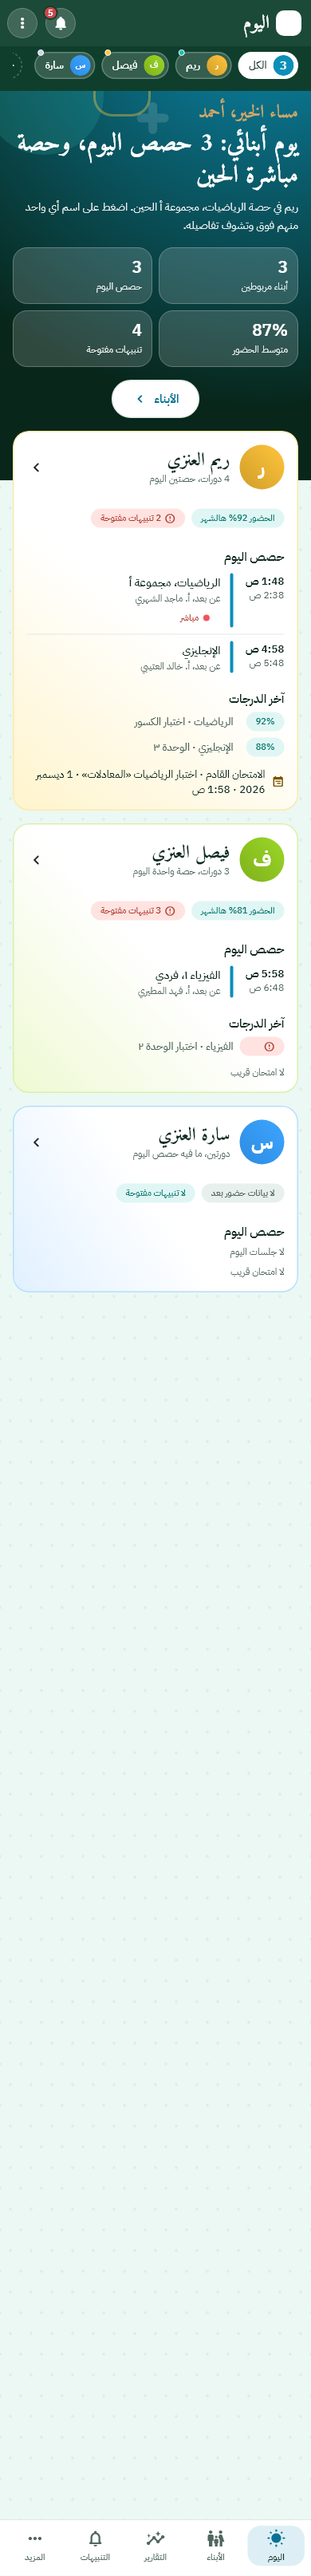 اليوم
5
3 الكل
ر ريم
ف فيصل
س سارة
مساء الخير، أحمد
يوم أبنائي: 3 حصص اليوم، وحصة
مباشرة الحين
ريم في حصة الرياضيات، مجموعة أ الحين. اضغط على اسم أي واحد
منهم فوق وتشوف تفاصيله.
3
أبناء مربوطين
3
حصص اليوم
87%
متوسط الحضور
4
تنبيهات مفتوحة
الأبناء
ر
ريم العنزي
4 دورات، حصتين اليوم
الحضور 92% هالشهر
2 تنبيهات مفتوحة
حصص اليوم
1:48 ص
2:38 ص
الرياضيات، مجموعة أ
عن بعد، أ. ماجد الشهري
مباشر
4:58 ص
5:48 ص
الإنجليزي
عن بعد، أ. خالد العتيبي
آخر الدرجات
92% الرياضيات · اختبار الكسور
88% الإنجليزي · الوحدة ٣
الامتحان القادم · اختبار الرياضيات «المعادلات» · 1 ديسمبر
2026 · 1:58 ص
ف
فيصل العنزي
3 دورات، حصة واحدة اليوم
الحضور 81% هالشهر
3 تنبيهات مفتوحة
حصص اليوم
5:58 ص
6:48 ص
الفيزياء ١، فردي
عن بعد، أ. فهد المطيري
آخر الدرجات
الفيزياء · اختبار الوحدة ٢
لا امتحان قريب
س
سارة العنزي
دورتين، ما فيه حصص اليوم
لا بيانات حضور بعد
لا تنبيهات مفتوحة
حصص اليوم
لا جلسات اليوم
لا امتحان قريب
اليوم
الأبناء
التقارير
التنبيهات
المزيد